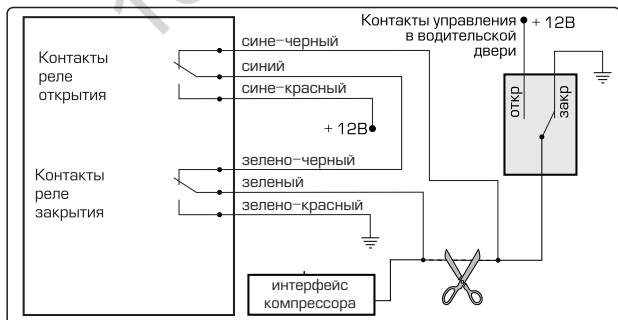 Контакты
реле
открытия
сине-черный
синий
сине-красный
+ 12В
Контакты управления
в водительской
двери
+ 12В
откр
закр
Контакты
реле
закрытия
зелено-черный
зеленый
зелено-красный
интерфейс
компрессора